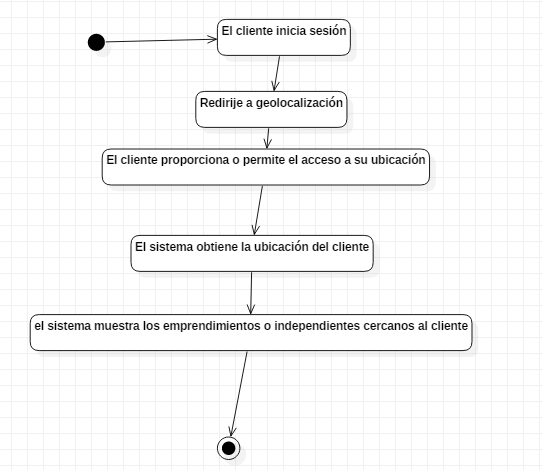 El cliente inicia sesión
Redirije a geolocalización
El cliente proporciona o permite el acceso a su ubicación
El sistema obtiene la ubicación del cliente
el sistema muestra los emprendimientos o independientes cercanos al cliente